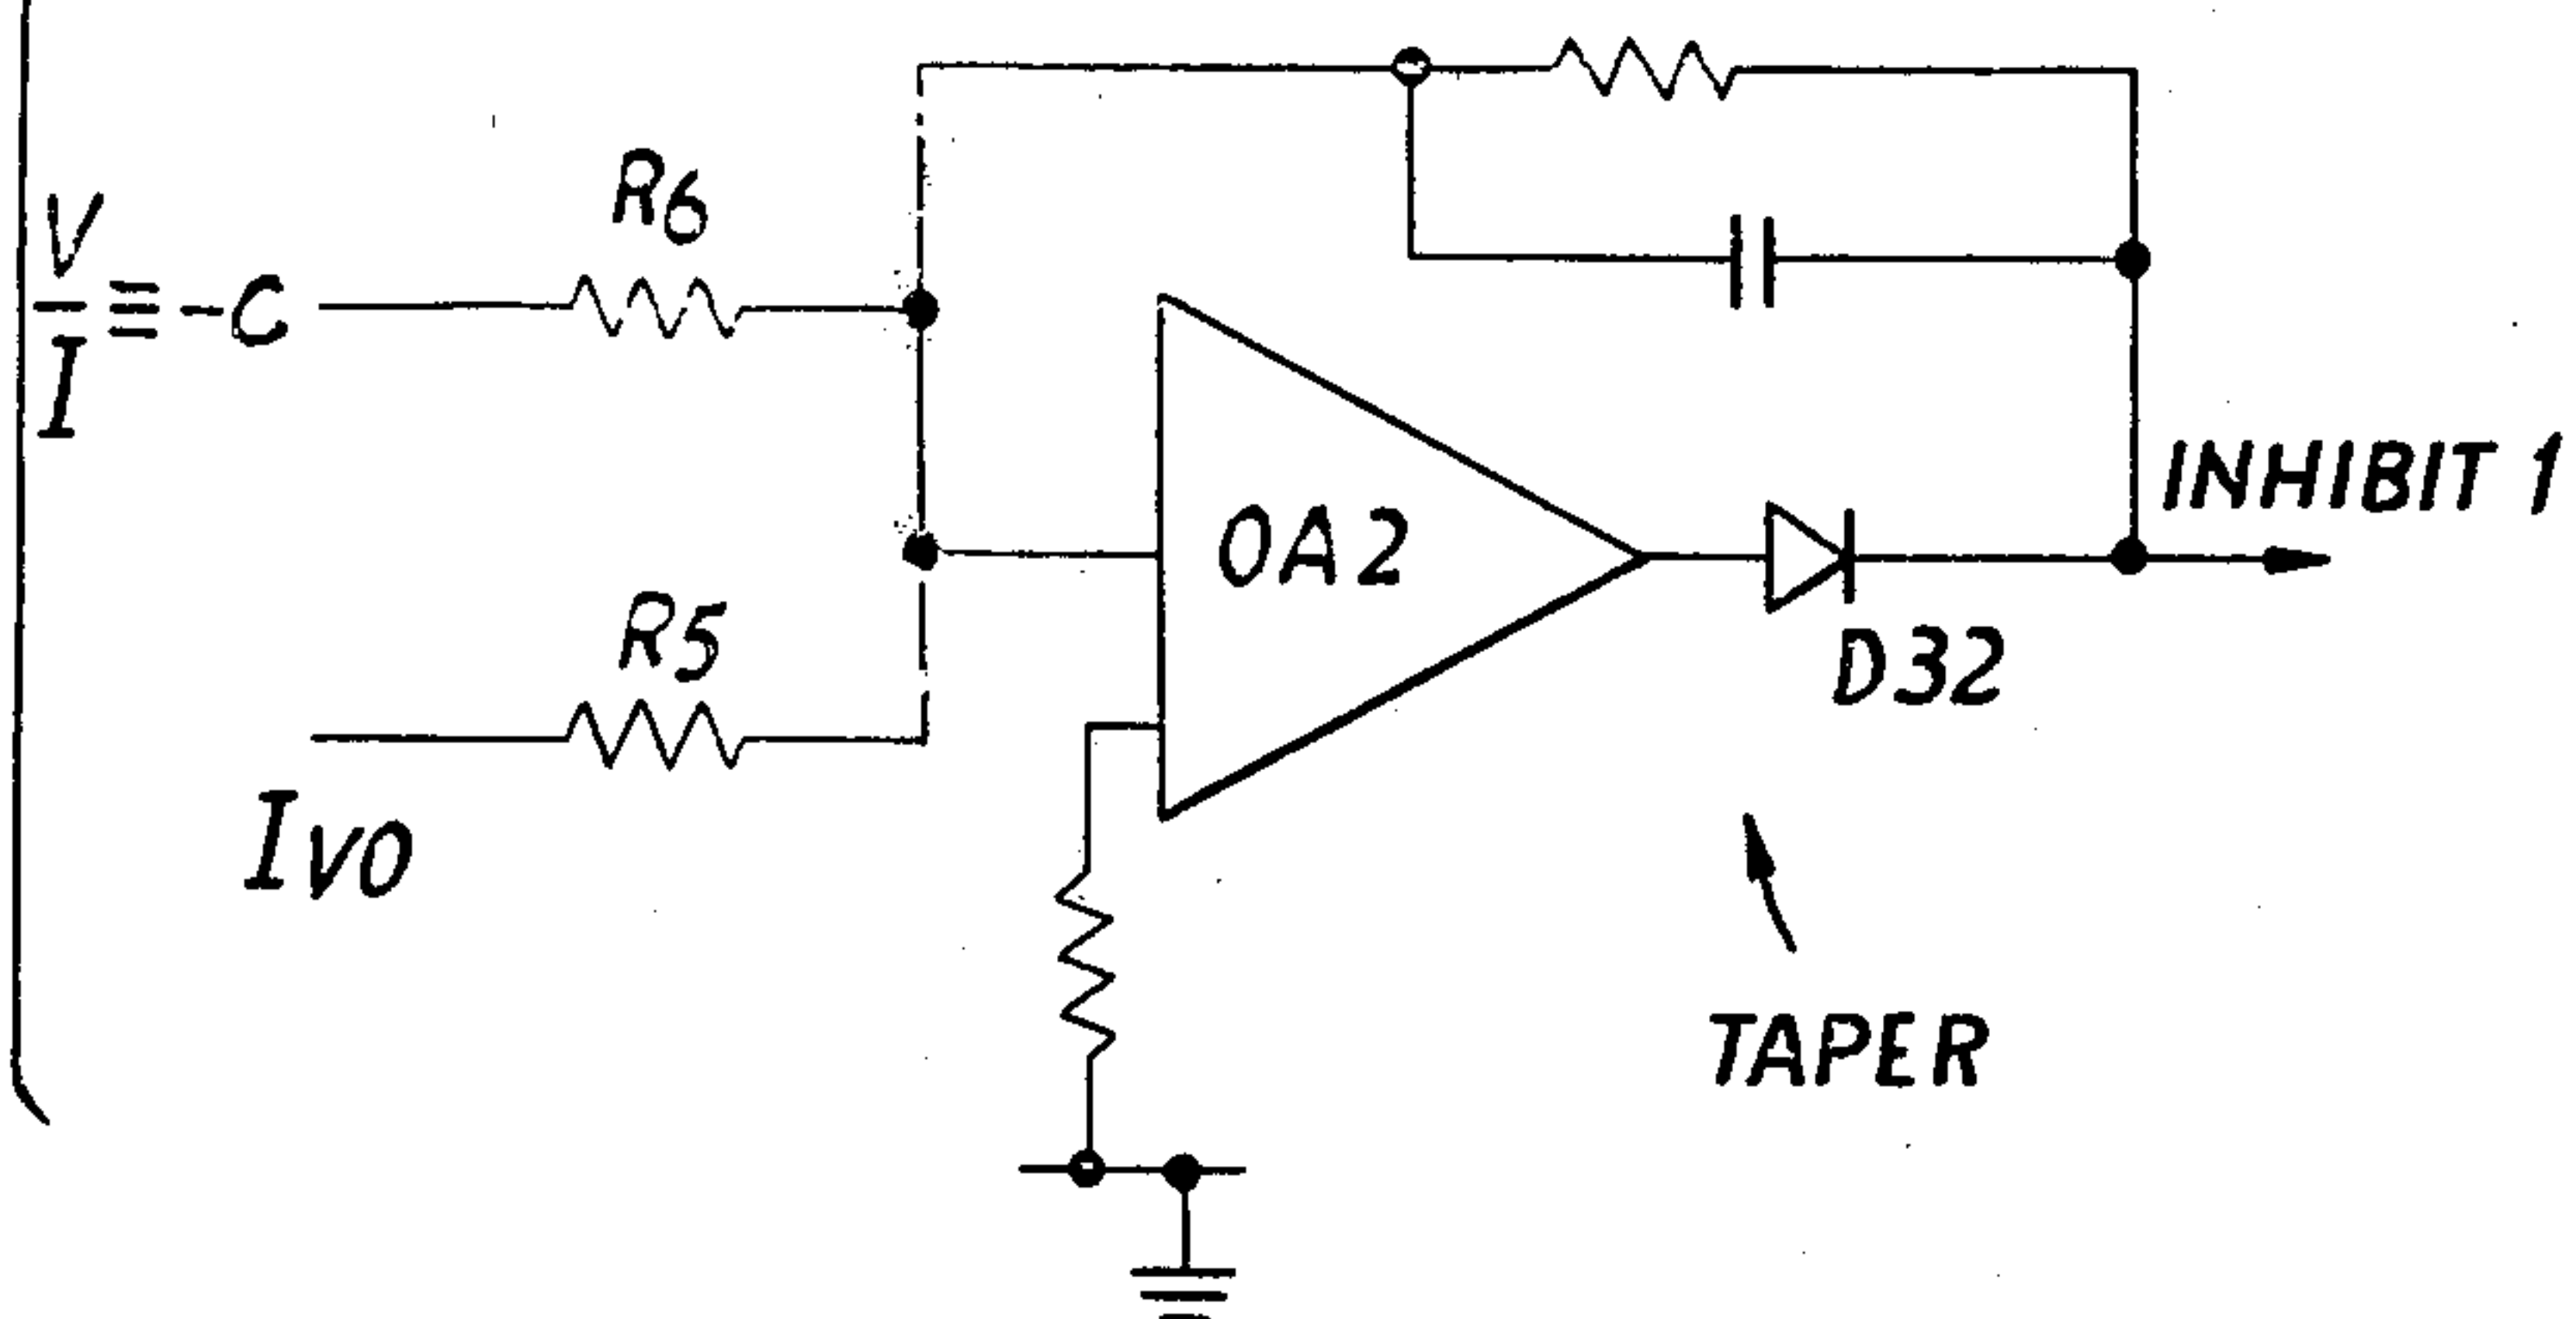 R6
V/I ≡ -C
OA2
INHIBIT 1
R5
D32
IVO
TAPER